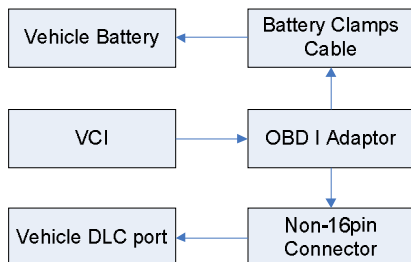 Vehicle Battery
Battery Clamps
Cable
VCI
OBD I Adaptor
Vehicle DLC port
Non-16pin
Connector